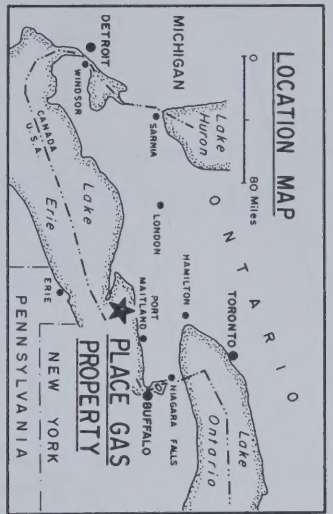 LOCATION MAP
0 80 Miles
MICHIGAN
Lake
Huron
ONTARIO
DETROIT
WINDSOR
SARNIA
LONDON
HAMILTON
TORONTO
Lake
Ontario
NIAGARA FALLS
PORT
MAITLAND
BUFFALO
CANADA
U.S.A.
Lake
Erie
ERIE
PLACE GAS
PROPERTY
NEW YORK
PENNSYLVANIA